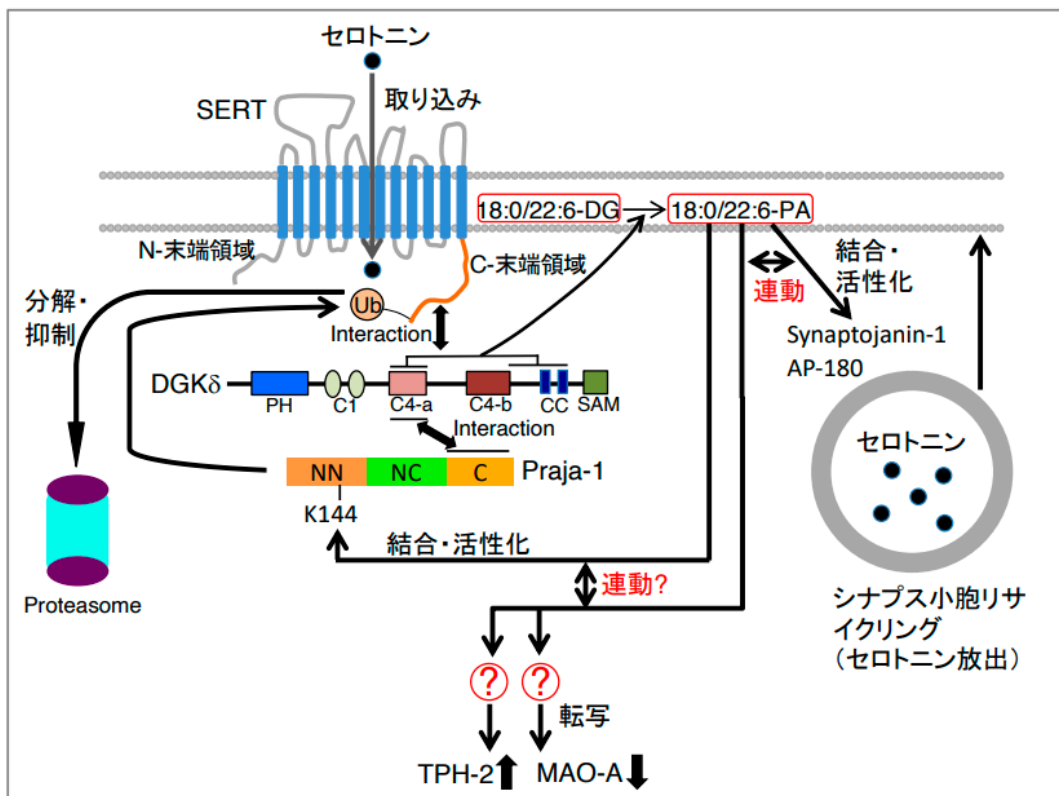 セロトニン
取り込み
SERT
18:0/22:6-DG
18:0/22:6-PA
N-末端領域
C-末端領域
結合・
活性化
連動
分解・
抑制
Ub
Interaction
Synaptojanin-1
AP-180
DGKδ
PH
C1
C4-a
C4-b
CC
SAM
Interaction
セロトニン
NN
NC
C
Praja-1
K144
結合・活性化
Proteasome
連動?
シナプス小胞リサ
イクリング
（セロトニン放出）
?
?
転写
TPH-2
MAO-A